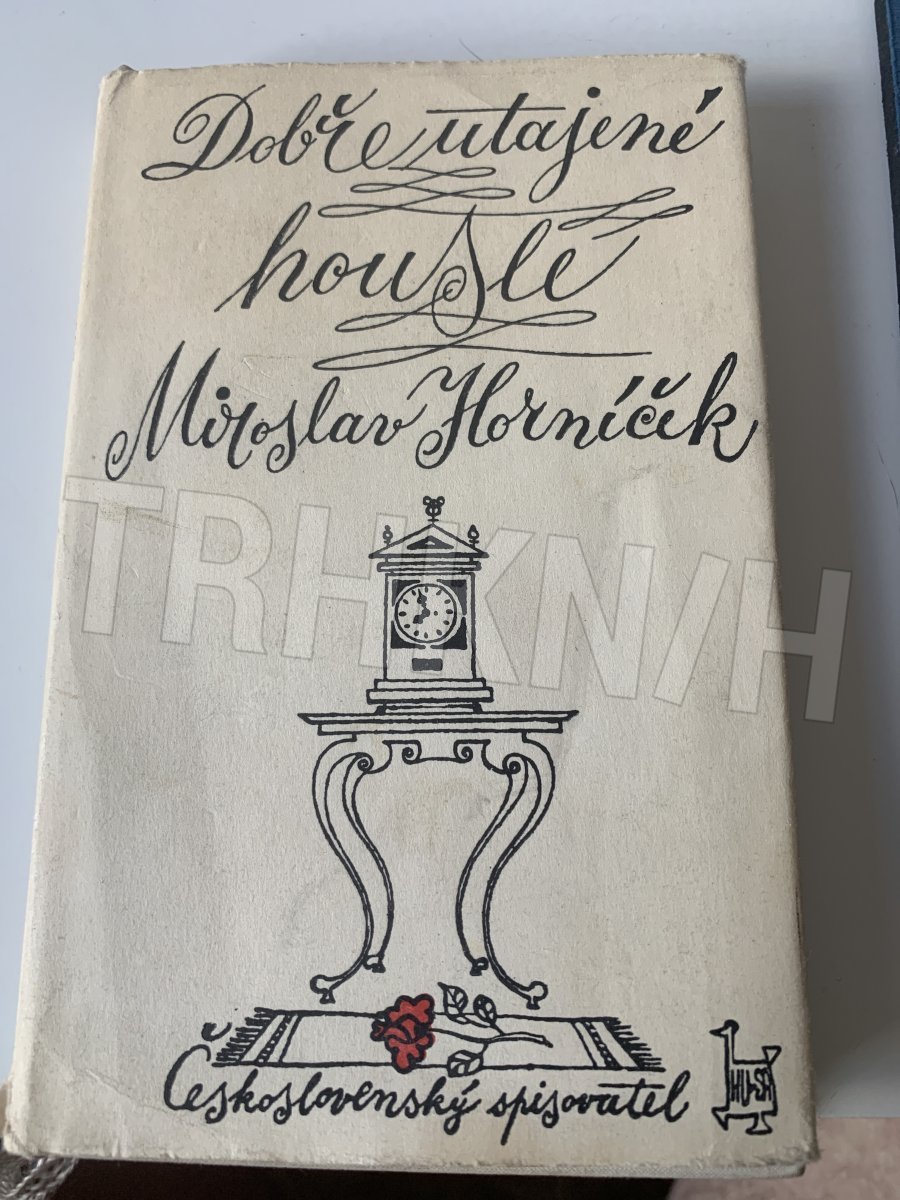 Dobře utajené
housle
Miroslav Horníček
TRHKNIH
Československý spisovatel